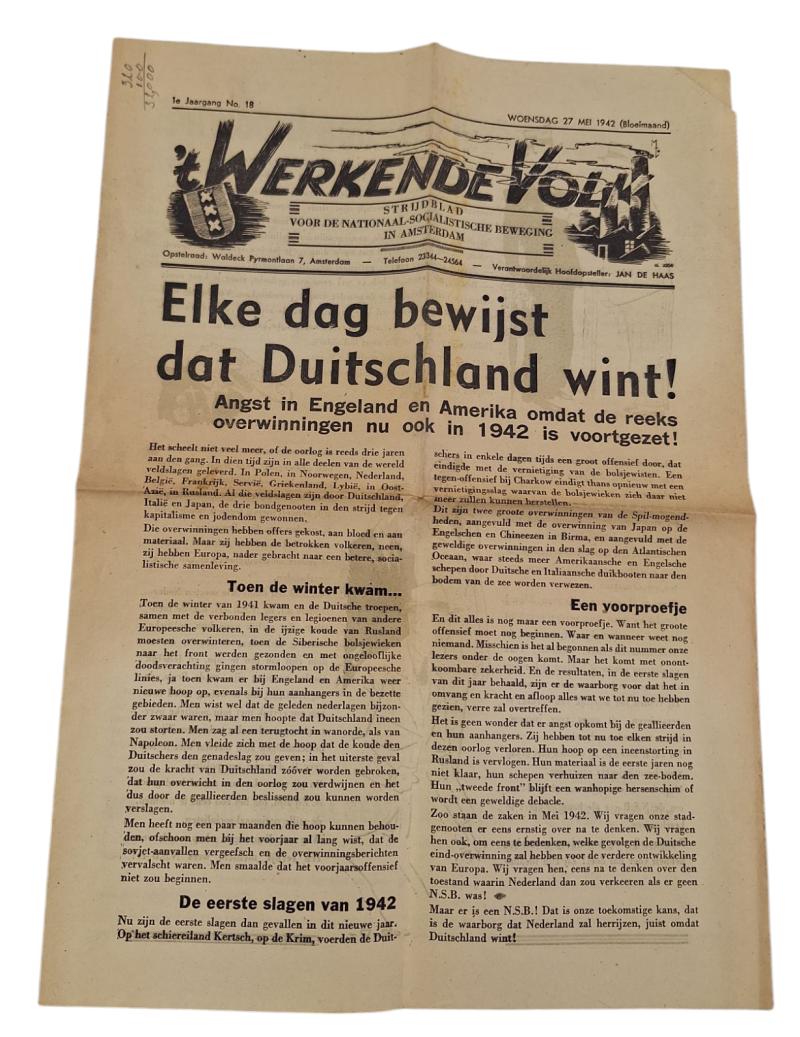 320
100
32,000
1e Jaargang No. 18
WOENSDAG 27 MEI 1942 (Bloeimaand)
't WERKENDE VOLK
STRIJDBLAD
VOOR DE NATIONAAL-SOCIALISTISCHE BEWEGING
IN AMSTERDAM
Opstelraad: Waldeck Pyrmontlaan 7, Amsterdam — Telefoon 23344—24564 — Verantwoordelijk Hoofdopsteller: JAN DE HAAS
Elke dag bewijst
dat Duitschland wint!
Angst in Engeland en Amerika omdat de reeks
overwinningen nu ook in 1942 is voortgezet!
Het scheelt niet veel meer, of de oorlog is reeds drie jaren
aan den gang. In dien tijd zijn in alle deelen van de wereld
veldslagen geleverd. In Polen, in Noorwegen, Nederland,
België, Frankrijk, Servië, Griekenland, Lybië, in Oost-
Azië, in Rusland. Al die veldslagen zijn door Duitschland,
Italië en Japan, de drie bondgenooten in den strijd tegen
kapitalisme en jodendom gewonnen.
Die overwinningen hebben offers gekost, aan bloed en aan
materiaal. Maar zij hebben de betrokken volkeren, neen,
zij hebben Europa, nader gebracht naar een betere, socia-
listische samenleving.
Toen de winter kwam...
Toen de winter van 1941 kwam en de Duitsche troepen,
samen met de verbonden legers en legioenen van andere
Europeesche volkeren, in de ijzige koude van Rusland
moesten overwinteren, toen de Siberische bolsjewieken
naar het front werden gezonden en met ongelooflijke
doodsverachting gingen stormloopen op de Europeesche
linies, ja toen kwam er bij Engeland en Amerika weer
nieuwe hoop op, evenals bij hun aanhangers in de bezette
gebieden. Men wist wel dat de geleden nederlagen bijzon-
der zwaar waren, maar men hoopte dat Duitschland ineen
zou storten. Men zag al een terugtocht in wanorde, als van
Napoleon. Men vleide zich met de hoop dat de koude den
Duitschers den genadeslag zou geven; in het uiterste geval
zou de kracht van Duitschland zóóver worden gebroken,
dat hun overwicht in den oorlog zou verdwijnen en het
dus door de geallieerden beslissend zou kunnen worden
verslagen.
Men heeft nog een paar maanden die hoop kunnen behou-
den, ofschoon men bij het voorjaar al lang wist, dat de
sovjet-aanvallen vergeefsch en de overwinningsberichten
vervalscht waren. Men smaalde dat het voorjaarsoffensief
niet zou beginnen.
De eerste slagen van 1942
Nu zijn de eerste slagen dan gevallen in dit nieuwe jaar.
Op het schiereiland Kertsch, op de Krim, voerden de Duit-
schers in enkele dagen tijds een groot offensief door, dat
eindigde met de vernietiging van de bolsjewisten. Een
tegen-offensief bij Charkow eindigt thans opnieuw met een
vernietigingsslag waarvan de bolsjewieken zich daar niet
meer zullen kunnen herstellen.
Dit zijn twee groote overwinningen van de Spil-mogend-
heden, aangevuld met de overwinning van Japan op de
Engelschen en Chineezen in Birma, en aangevuld met de
geweldige overwinningen in den slag op den Atlantischen
Oceaan, waar steeds meer Amerikaansche en Engelsche
schepen door Duitsche en Italiaansche duikbooten naar den
bodem van de zee worden verwezen.
Een voorproefje
En dit alles is nog maar een voorproefje. Want het groote
offensief moet nog beginnen. Waar en wanneer weet nog
niemand. Misschien is het al begonnen als dit nummer onze
lezers onder de oogen komt. Maar het komt met onont-
koombare zekerheid. En de resultaten, in de eerste slagen
van dit jaar behaald, zijn er de waarborg voor dat het in
omvang en kracht en afloop alles wat we tot nu toe hebben
gezien, verre zal overtreffen.
Het is geen wonder dat er angst opkomt bij de geallieerden
en hun aanhangers. Zij hebben tot nu toe elken strijd in
dezen oorlog verloren. Hun hoop op een ineenstorting in
Rusland is vervlogen. Hun materiaal is de eerste jaren nog
niet klaar, hun schepen verhuizen naar den zee-bodem.
Hun „tweede front" blijft een wanhopige hersenschim of
wordt een geweldige debacle.
Zoo staan de zaken in Mei 1942. Wij vragen onze stad-
genooten er eens ernstig over na te denken. Wij vragen
hen ook, om eens te bedenken, welke gevolgen de Duitsche
eind-overwinning zal hebben voor de verdere ontwikkeling
van Europa. Wij vragen hen, eens na te denken over den
toestand waarin Nederland dan zou verkeeren als er geen
N.S.B. was!
Maar er is een N.S.B.! Dat is onze toekomstige kans, dat
is de waarborg dat Nederland zal herrijzen, juist omdat
Duitschland wint!